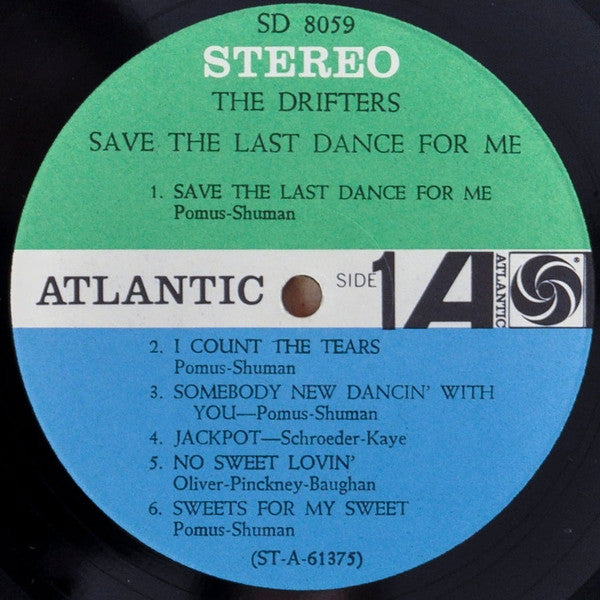 SD 8059
STEREO
THE DRIFTERS
SAVE THE LAST DANCE FOR ME
1. SAVE THE LAST DANCE FOR ME
Pomus-Shuman
ATLANTIC SIDE 1 A ATLANTIC ®
2. I COUNT THE TEARS
Pomus-Shuman
3. SOMEBODY NEW DANCIN' WITH
YOU—Pomus-Shuman
4. JACKPOT—Schroeder-Kaye
5. NO SWEET LOVIN'
Oliver-Pinckney-Baughan
6. SWEETS FOR MY SWEET
Pomus-Shuman
(ST-A-61375)